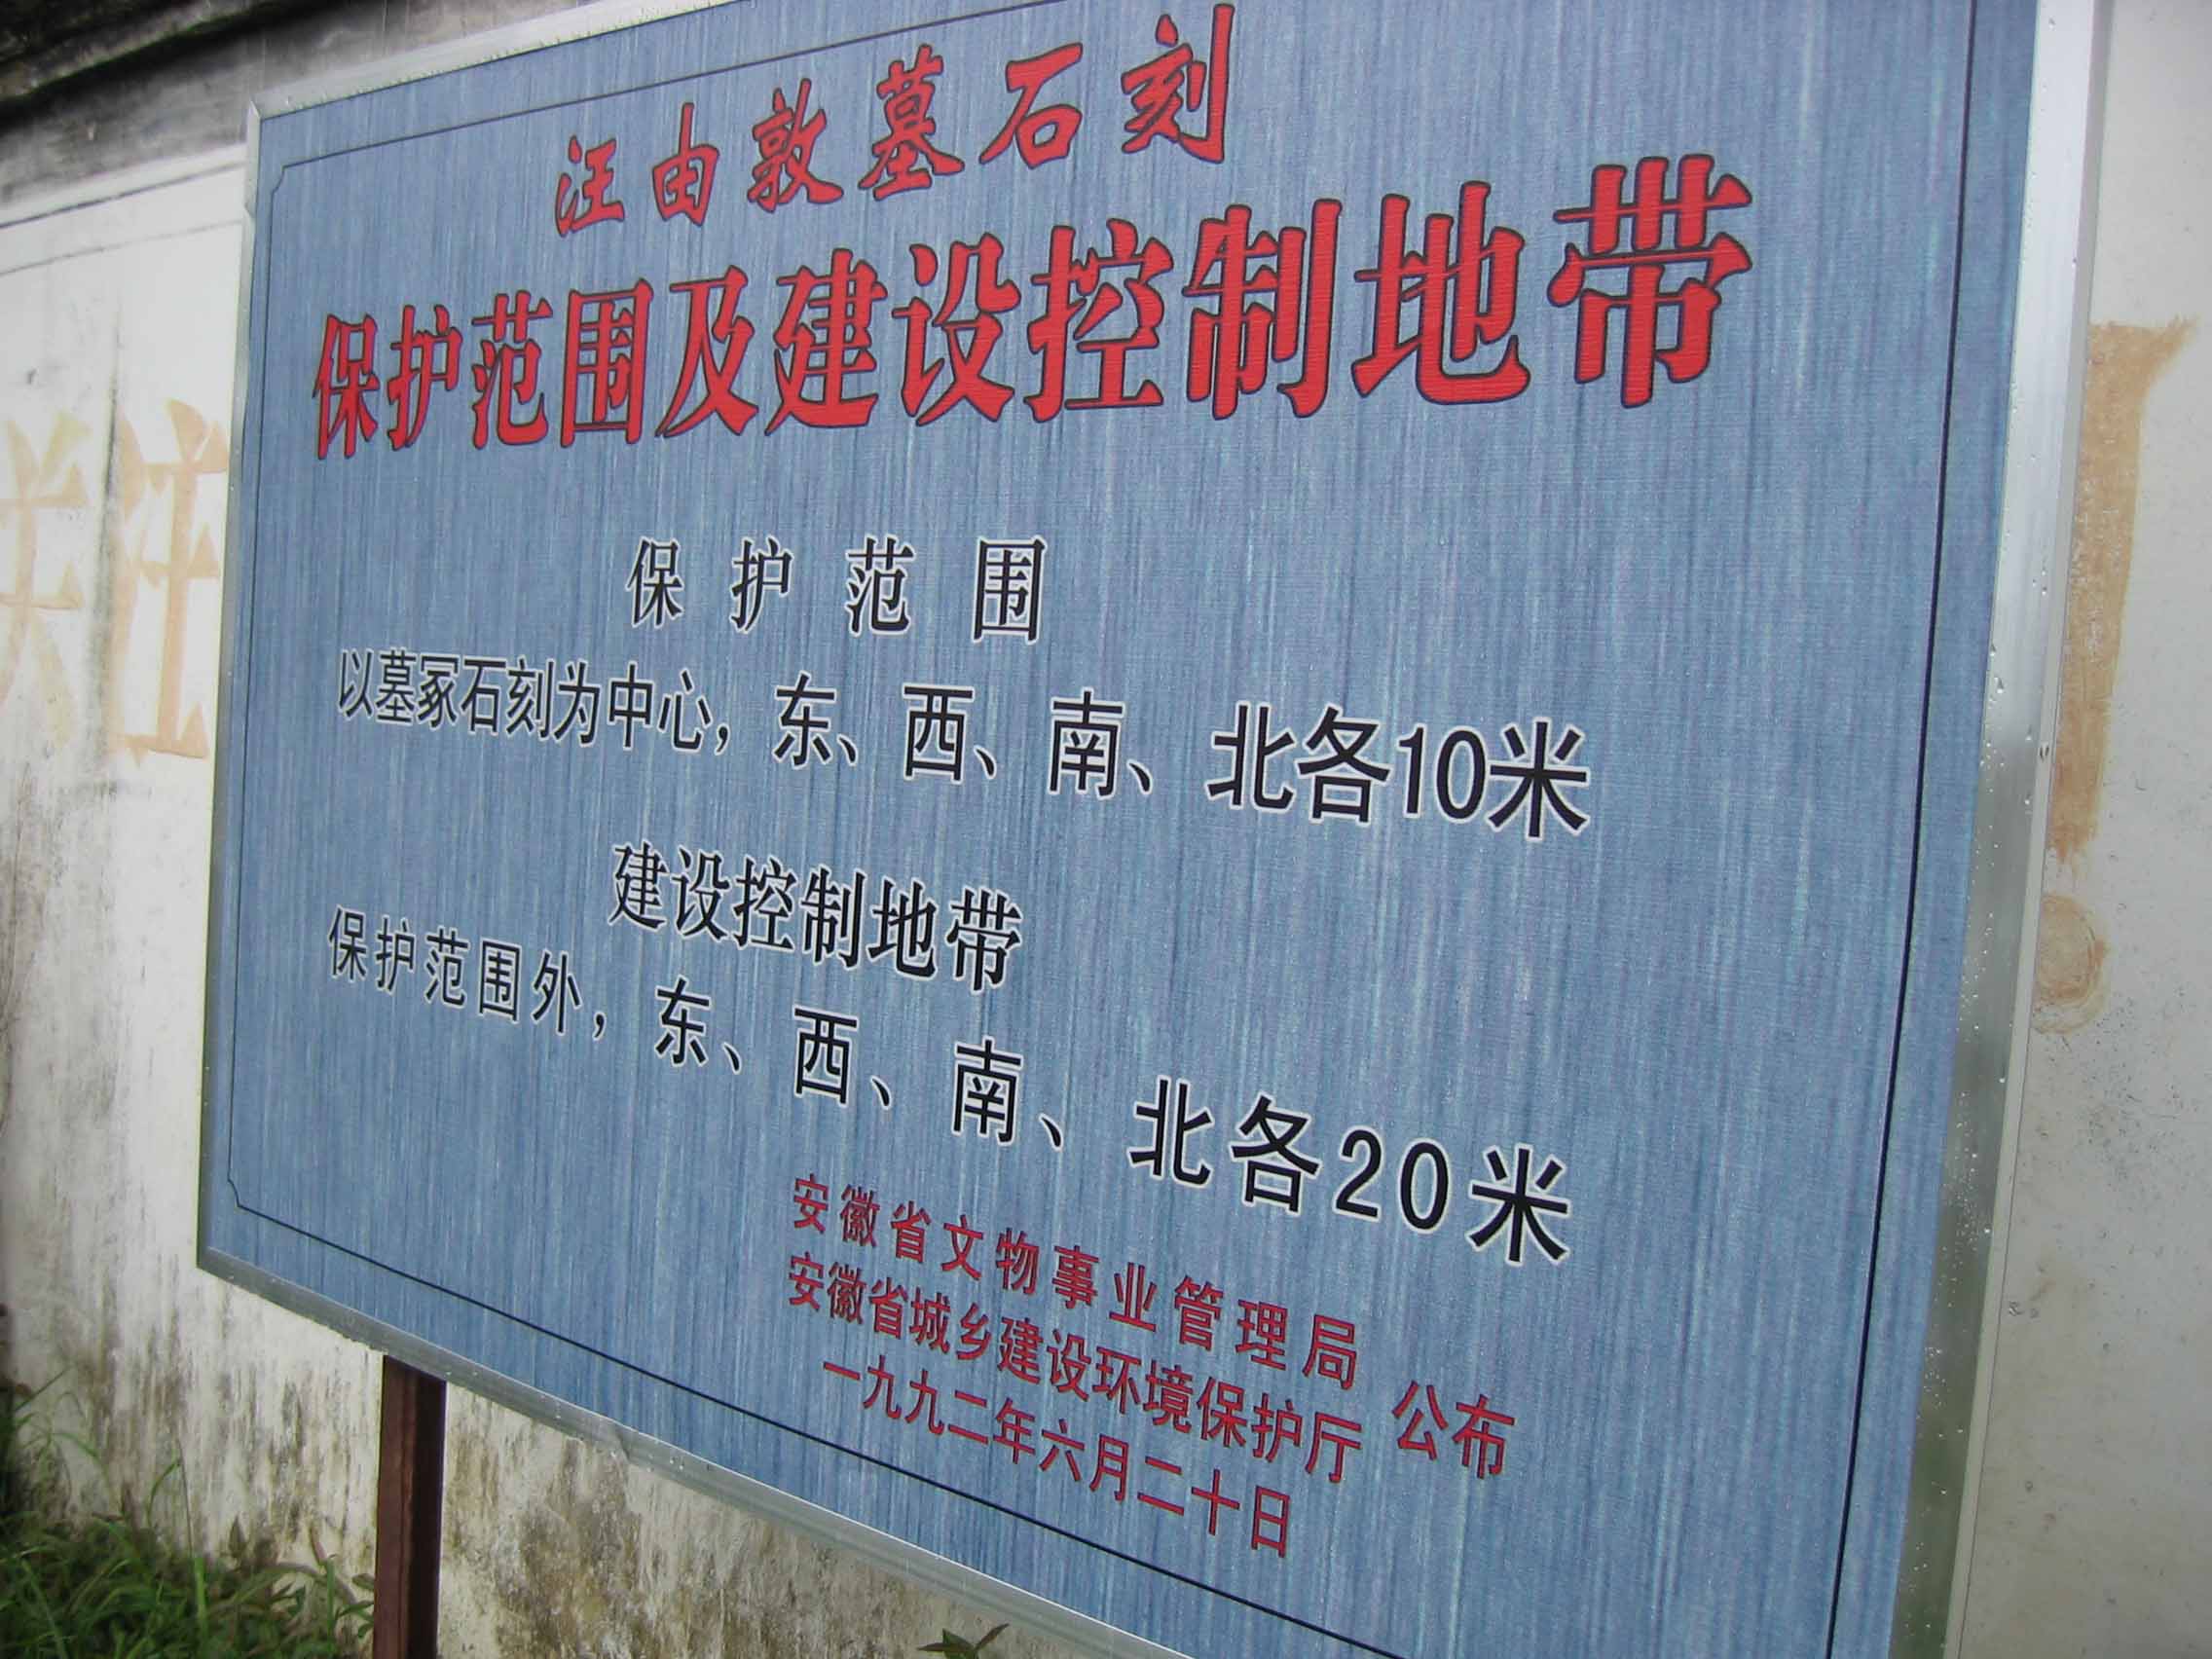 汪由敦墓石刻
保护范围及建设控制地带
保护范围
以墓冢石刻为中心，东、西、南、北各10米
建设控制地带
保护范围外，东、西、南、北各20米
安徽省文物事业管理局
安徽省城乡建设环境保护厅 公布
一九九二年六月二十日
关注
！